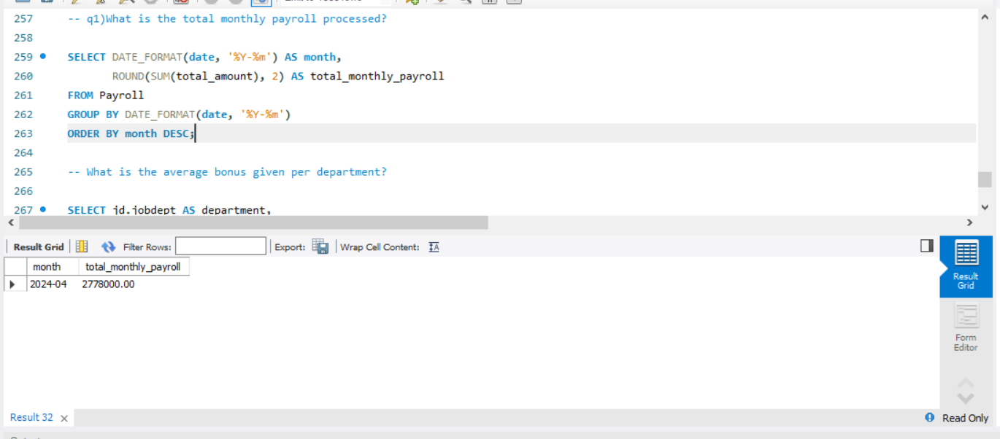 257 -- q1)What is the total monthly payroll processed?
258
259 SELECT DATE_FORMAT(date, '%Y-%m') AS month,
260 ROUND(SUM(total_amount), 2) AS total_monthly_payroll
261 FROM Payroll
262 GROUP BY DATE_FORMAT(date, '%Y-%m')
263 ORDER BY month DESC;
264
265 -- What is the average bonus given per department?
266
267 SELECT jd.jobdept AS department,
Result Grid Filter Rows: Export: Wrap Cell Content:
month total_monthly_payroll
2024-04 2778000.00
Result Grid
Form Editor
Result 32
Read Only